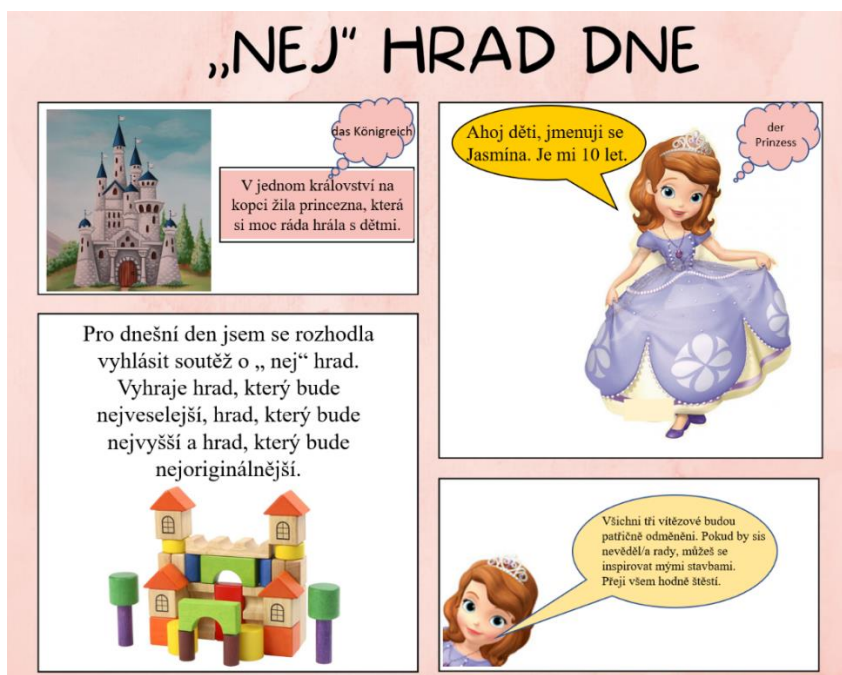 „NEJ“ HRAD DNE
das Königreich
V jednom království na
kopci žila princezna, která
si moc ráda hrála s dětmi.
Ahoj děti, jmenuji se
Jasmína. Je mi 10 let.
der
Prinzess
Pro dnešní den jsem se rozhodla
vyhlásit soutěž o „ nej“ hrad.
Vyhraje hrad, který bude
nejveselejší, hrad, který bude
nejvyšší a hrad, který bude
nejoriginálnější.
Všichni tři vítězové budou
patřičně odměněni. Pokud by sis
nevěděl/a rady, můžeš se
inspirovat mými stavbami.
Přeji všem hodně štěstí.